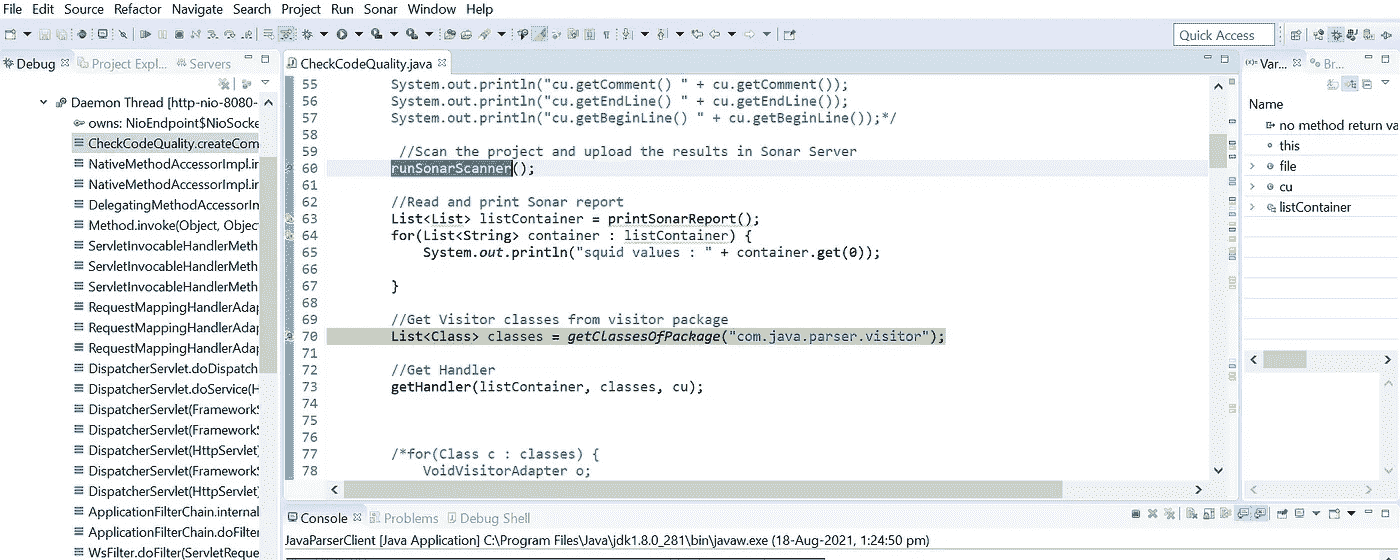 File Edit Source Refactor Navigate Search Project Run Sonar Window Help
Quick Access
Debug Project Expl... Servers
Daemon Thread [http-nio-8080-
owns: NioEndpoint$NioSocke
CheckCodeQuality.createCom
NativeMethodAccessorImpl.ir
NativeMethodAccessorImpl.ir
DelegatingMethodAccessorIm
Method.invoke(Object, Objec
ServletInvocableHandlerMeth
ServletInvocableHandlerMeth
ServletInvocableHandlerMeth
RequestMappingHandlerAdap
RequestMappingHandlerAdap
RequestMappingHandlerAdap
DispatcherServlet.doDispatch
DispatcherServlet.doService(H
DispatcherServlet(FrameworkS
DispatcherServlet(FrameworkS
DispatcherServlet(HttpServlet)
DispatcherServlet(FrameworkS
DispatcherServlet(HttpServlet)
ApplicationFilterChain.internal
ApplicationFilterChain.doFilter
WsFilter.doFilter(ServletReque
CheckCodeQuality.java
55 System.out.println("cu.getComment() " + cu.getComment());
56 System.out.println("cu.getEndLine() " + cu.getEndLine());
57 System.out.println("cu.getBeginLine() " + cu.getBeginLine());*/
58
59 //Scan the project and upload the results in Sonar Server
60 runSonarScanner();
61
62 //Read and print Sonar report
63 List<List> listContainer = printSonarReport();
64 for(List<String> container : listContainer) {
65 System.out.println("squid values : " + container.get(0));
66
67 }
68
69 //Get Visitor classes from visitor package
70 List<Class> classes = getClassesOfPackage("com.java.parser.visitor");
71
72 //Get Handler
73 getHandler(listContainer, classes, cu);
74
75
76
77 /*for(Class c : classes) {
78 VoidVisitorAdapter o;
Var... Br...
Name
no method return va
this
file
cu
listContainer
Console Problems Debug Shell
JavaParserClient [Java Application] C:\Program Files\Java\jdk1.8.0_281\bin\javaw.exe (18-Aug-2021, 1:24:50 pm)